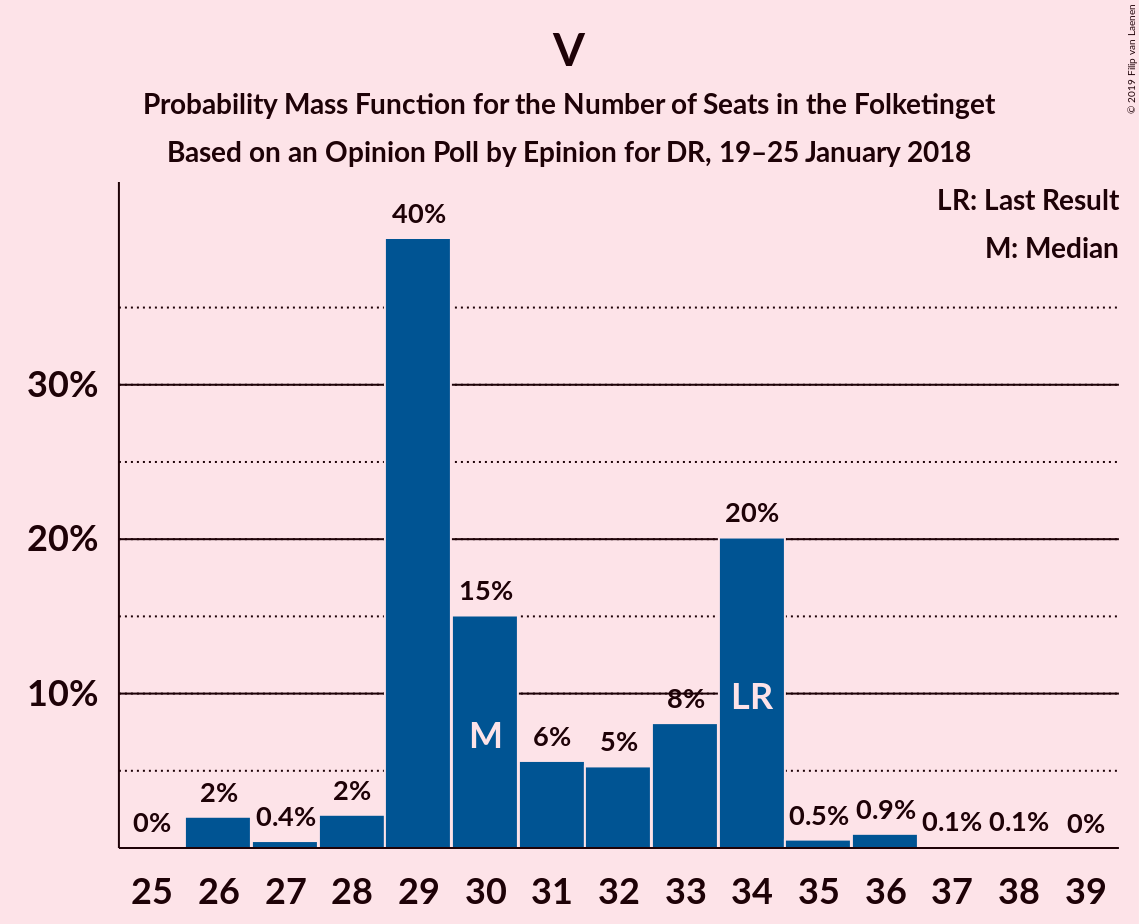 V
Probability Mass Function for the Number of Seats in the Folketinget
Based on an Opinion Poll by Epinion for DR, 19–25 January 2018
© 2019 Filip van Laenen
LR: Last Result
M: Median
40%
30%
20%
20%
15%
10%
8%
LR
M
6%
5%
2%
2%
0.9%
0.5%
0.4%
0%
0.1%
0.1%
0%
25 26 27 28 29 30 31 32 33 34 35 36 37 38 39